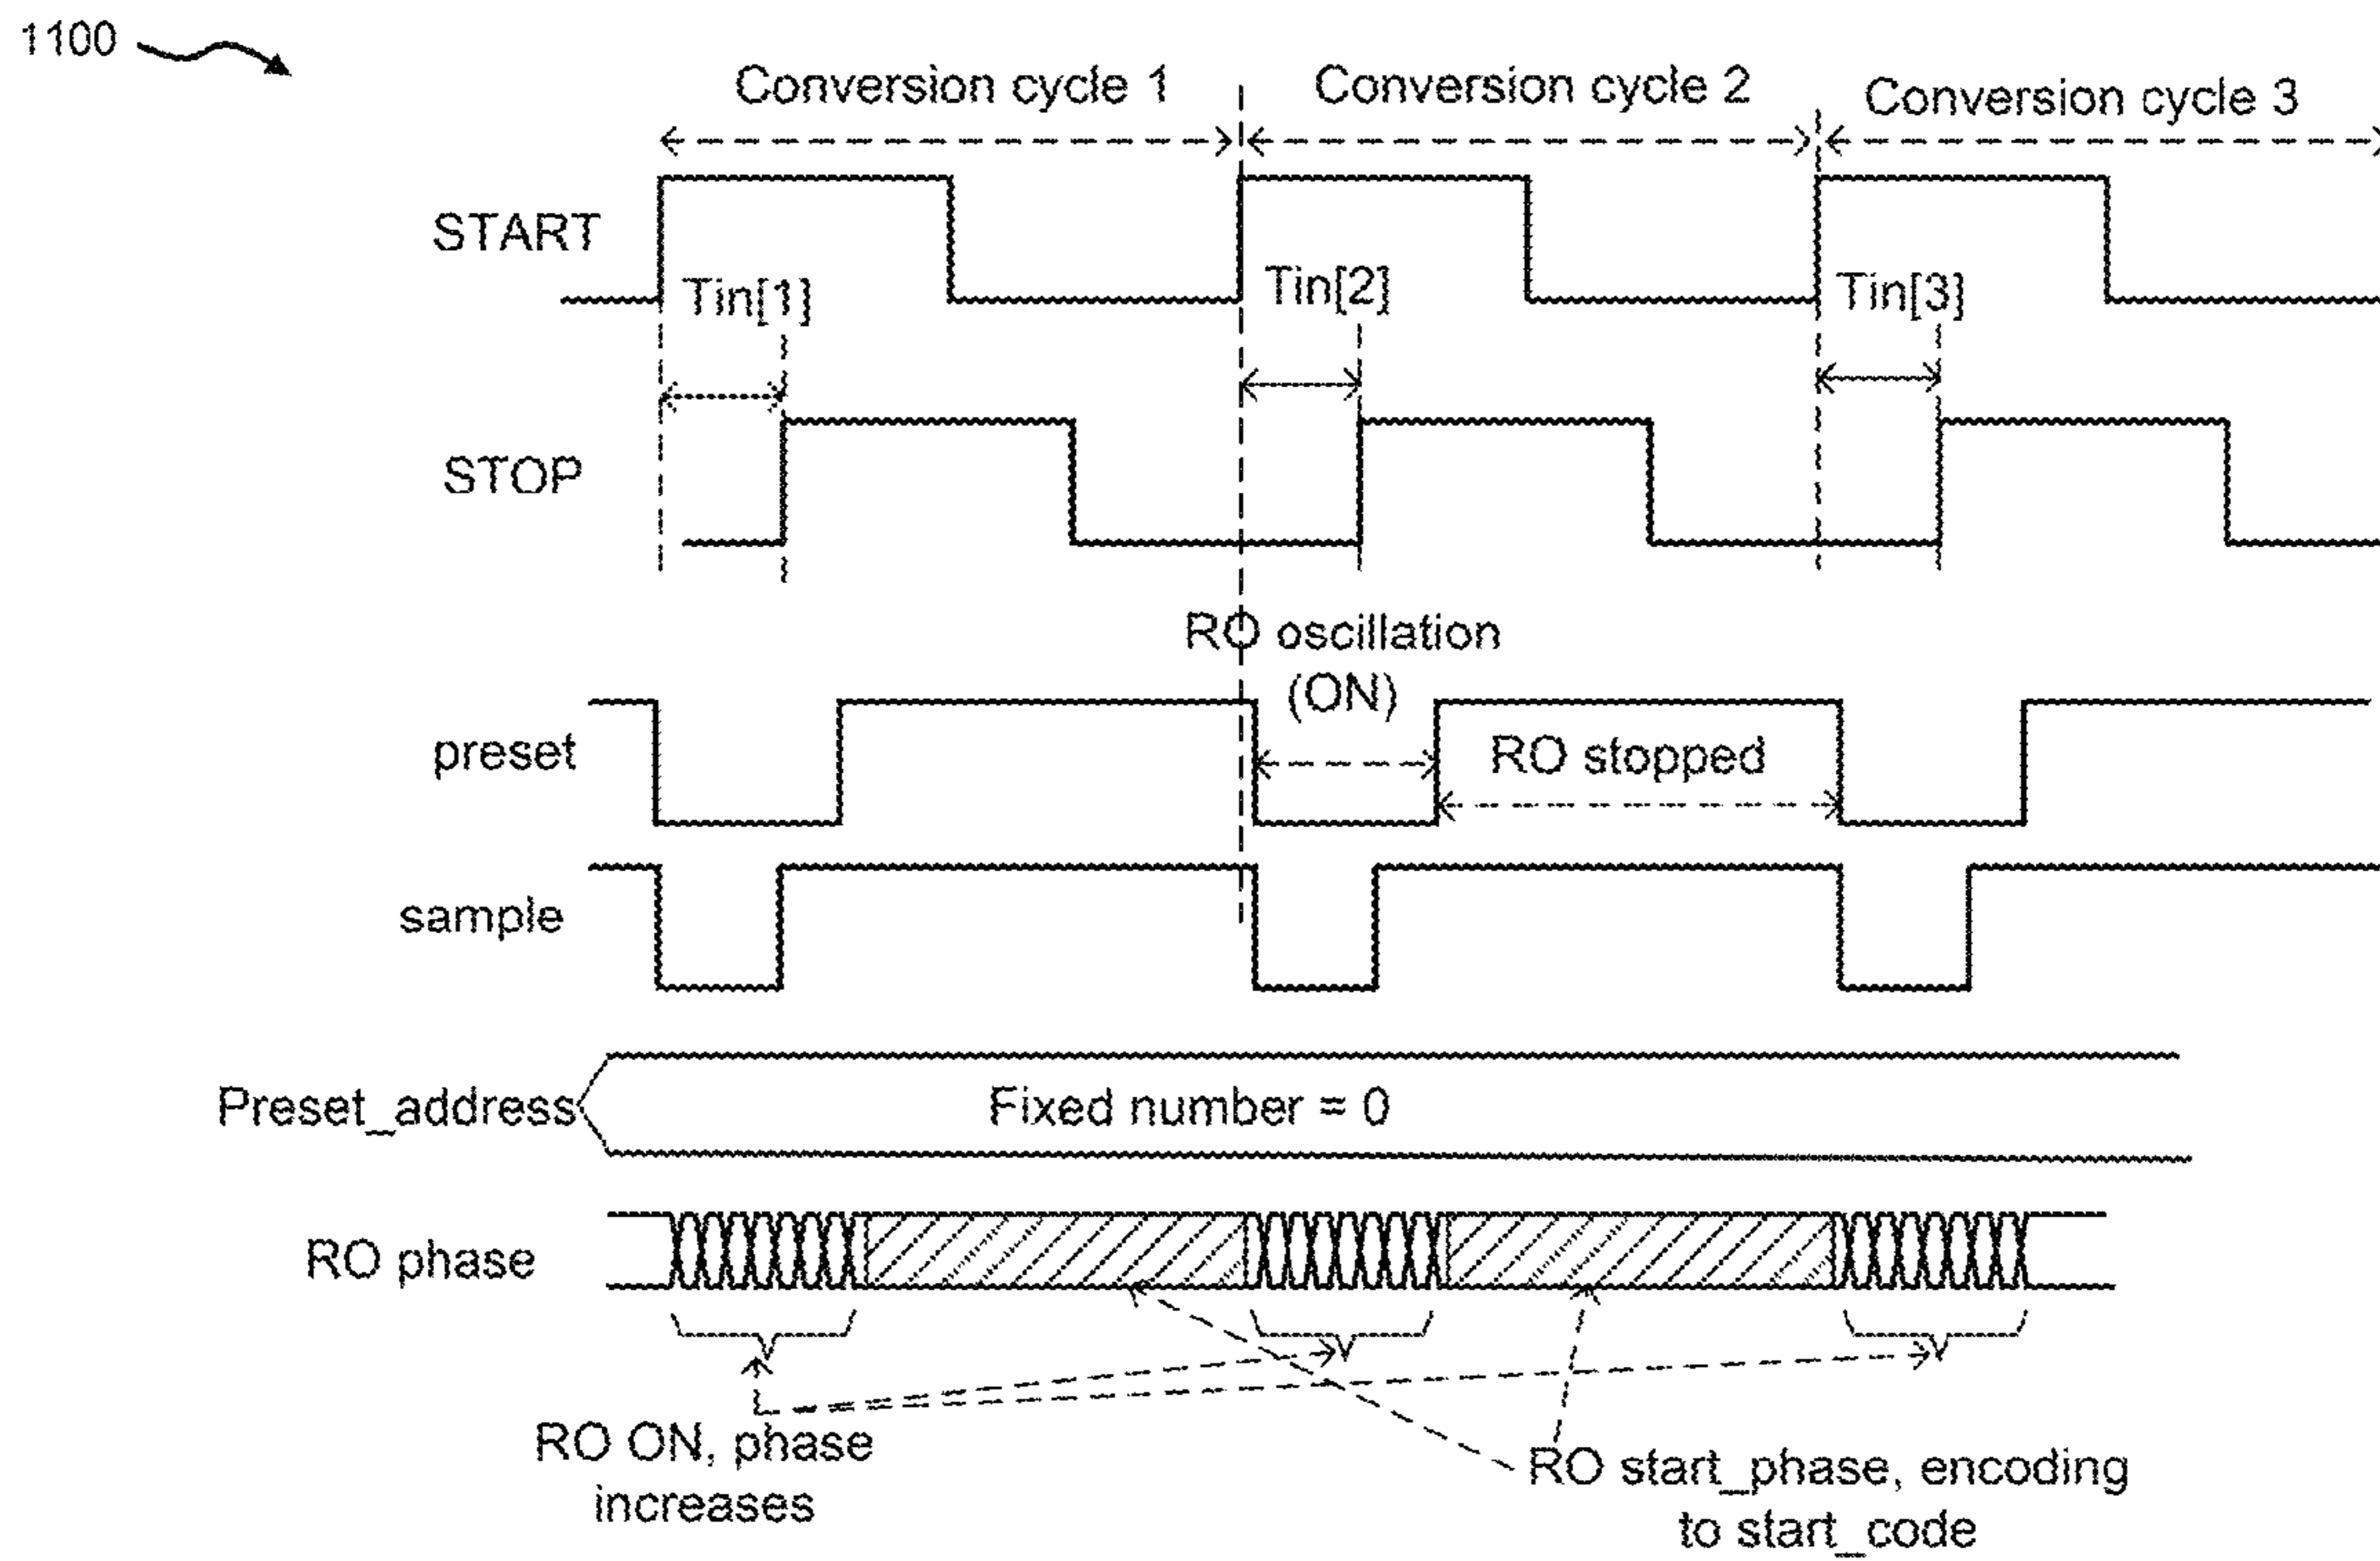 1100
Conversion cycle 1
Conversion cycle 2
Conversion cycle 3
START
Tin[1]
Tin[2]
Tin[3]
STOP
RO oscillation
(ON)
preset
RO stopped
sample
Preset_address
Fixed number = 0
RO phase
RO ON, phase
increases
RO start_phase, encoding
to start_code